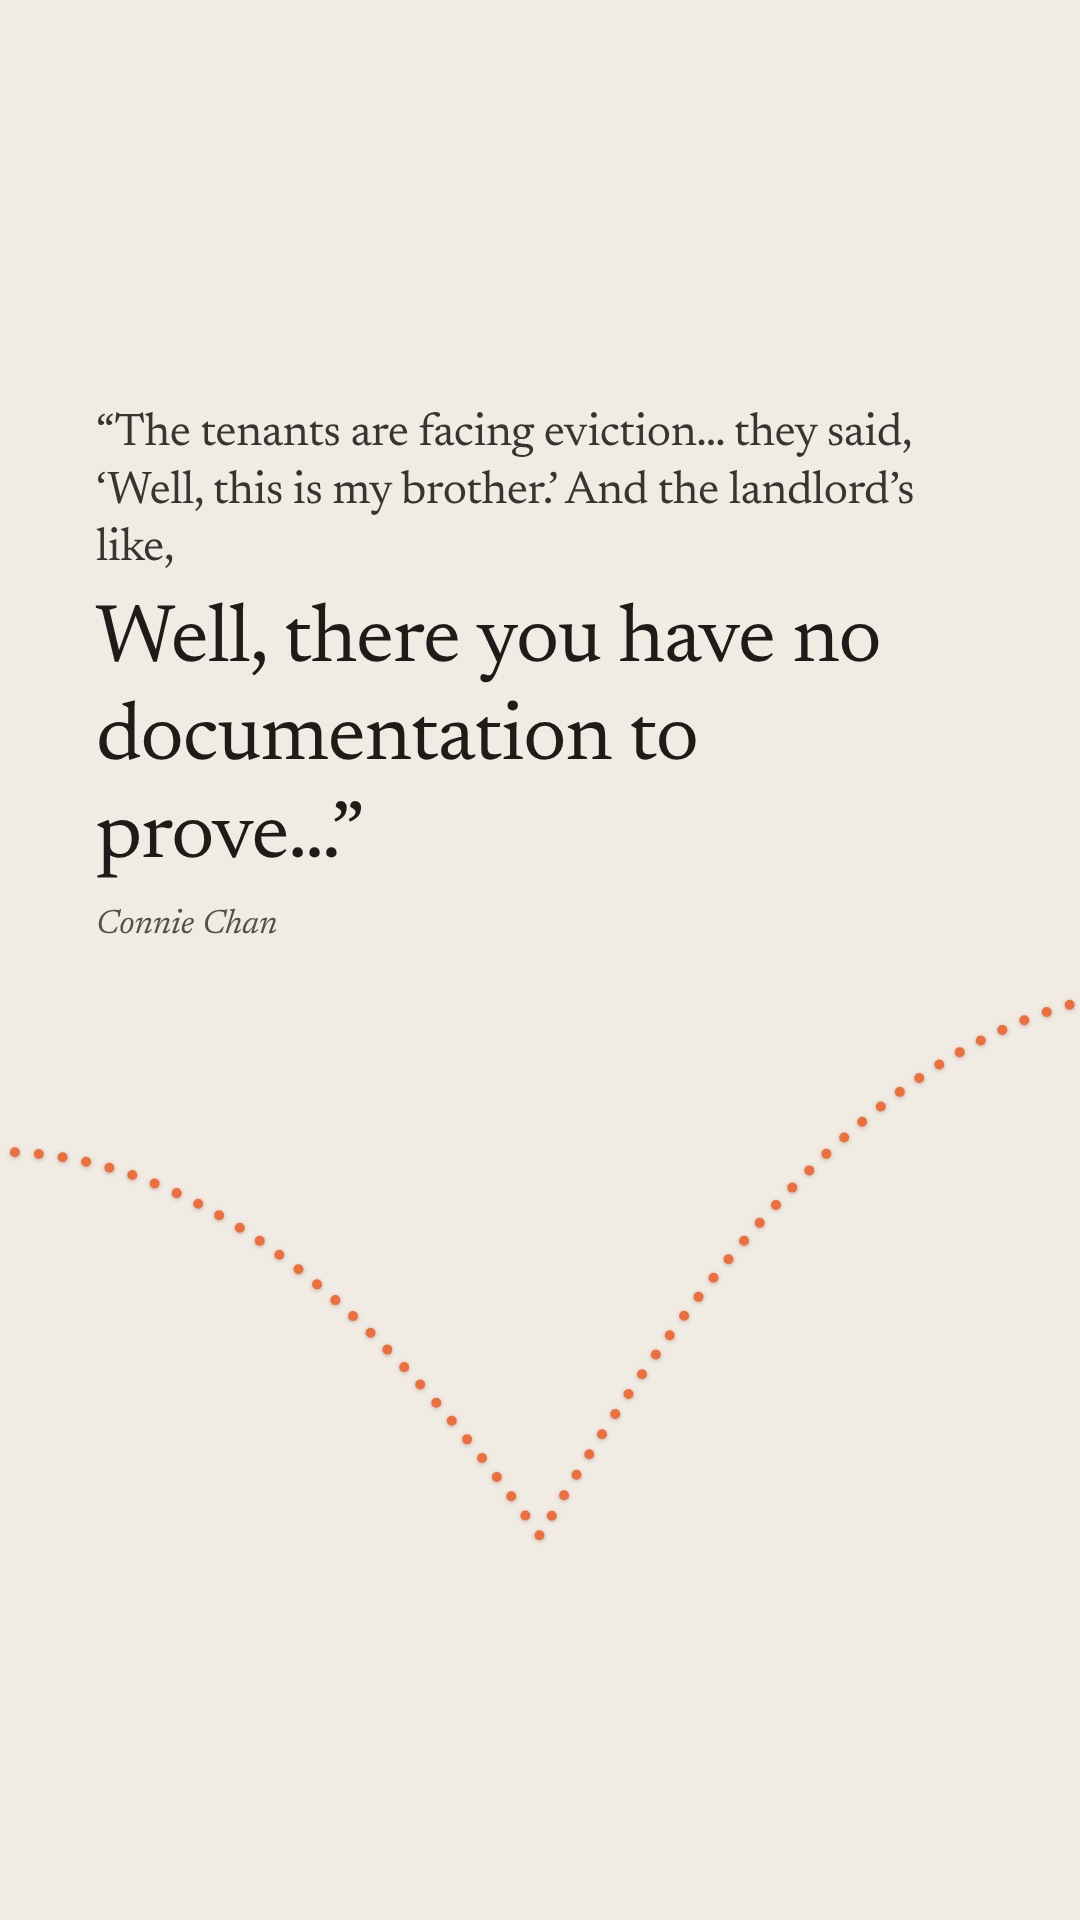 “The tenants are facing eviction... they said,
‘Well, this is my brother.’ And the landlord’s
like,
Well, there you have no
documentation to
prove...”
Connie Chan